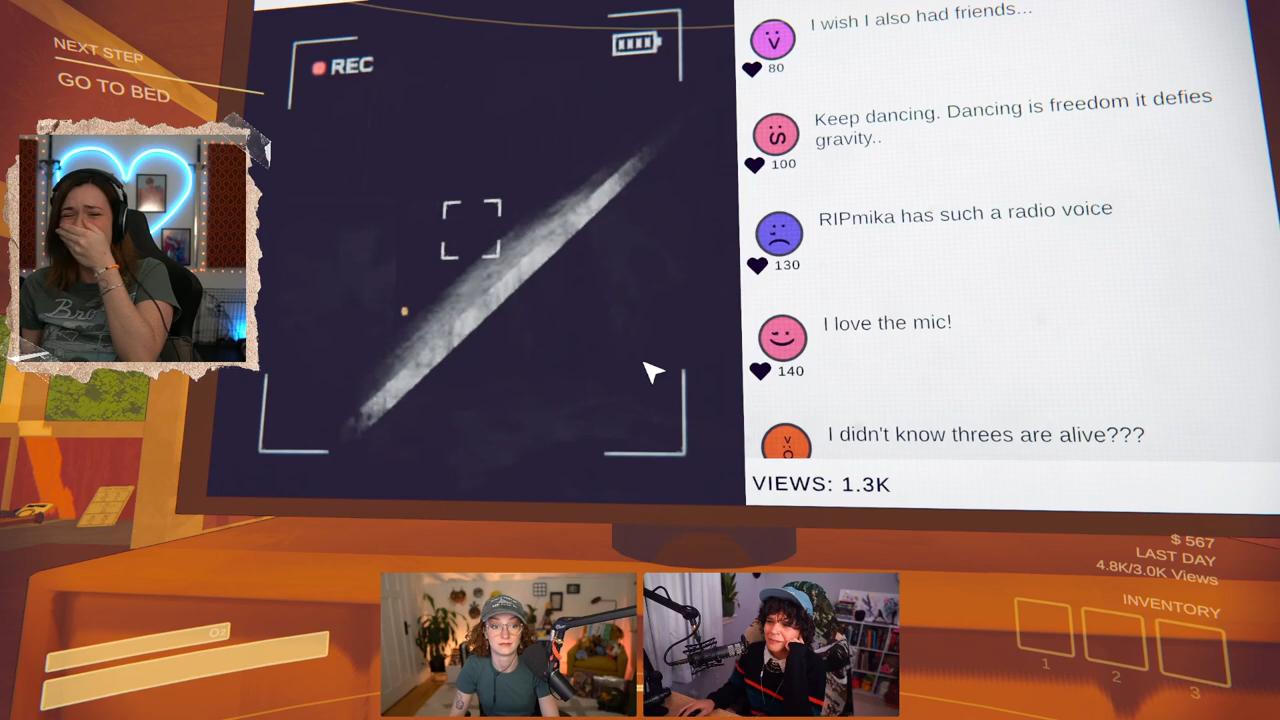 NEXT STEP
GO TO BED
REC
I wish I also had friends...
80
Keep dancing. Dancing is freedom it defies
gravity..
100
RIPmika has such a radio voice
130
I love the mic!
140
I didn't know threes are alive???
VIEWS: 1.3K
$ 567
LAST DAY
4.8K/3.0K Views
INVENTORY
1
2
3
O2
Bro